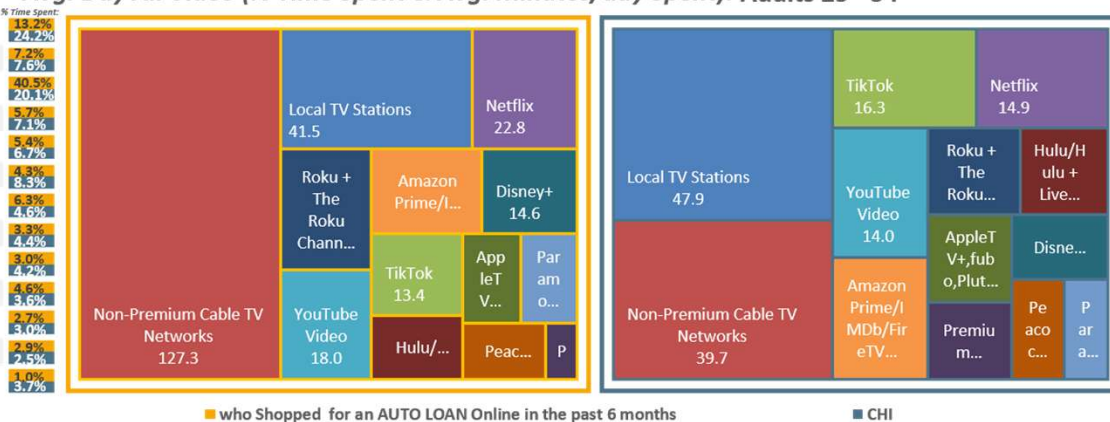 % Time Spent:
13.2%
24.2%
7.2%
7.6%
40.5%
20.1%
5.7%
7.1%
5.4%
6.7%
4.3%
8.3%
6.3%
4.6%
3.3%
4.4%
3.0%
4.2%
4.6%
3.6%
2.7%
3.0%
2.9%
2.5%
1.0%
3.7%
Non-Premium Cable TV
Networks
127.3
Local TV Stations
41.5
Netflix
22.8
Roku +
The
Roku
Chann...
Amazon
Prime/I...
Disney+
14.6
YouTube
Video
18.0
TikTok
13.4
App
leT
V...
Par
am
o...
Hulu/...
Peac...
P
Local TV Stations
47.9
Non-Premium Cable TV
Networks
39.7
TikTok
16.3
Netflix
14.9
YouTube
Video
14.0
Roku +
The
Roku...
Hulu/H
ulu +
Live...
AppleT
V+,fub
o,Plut...
Disne...
Amazon
Prime/I
MDb/Fir
eTV...
Premiu
m...
Pe
aco
c...
P
ar
a...
who Shopped for an AUTO LOAN Online in the past 6 months
CHI